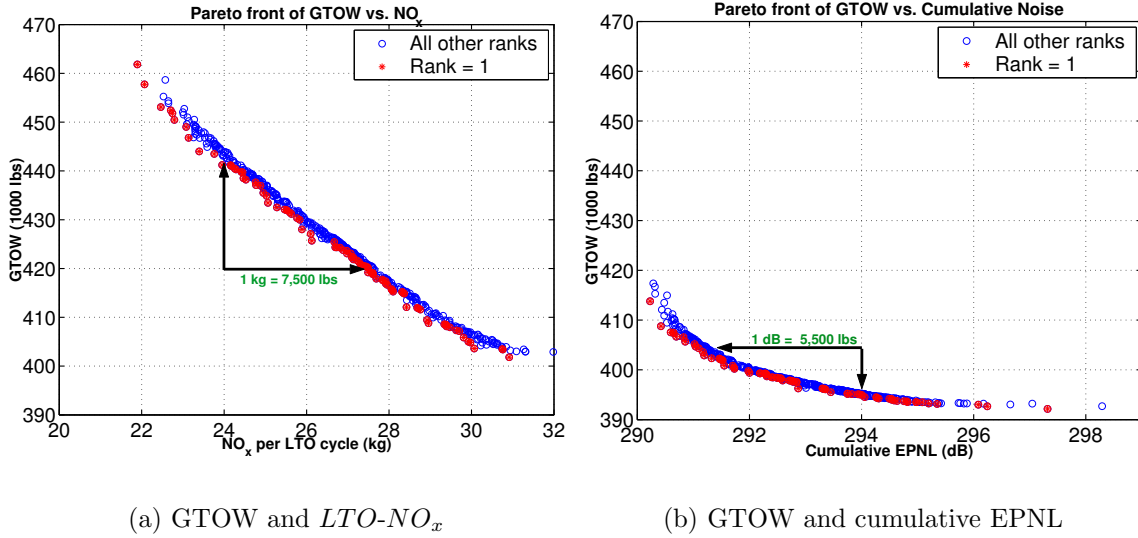 Pareto front of GTOW vs. NOx
All other ranks
Rank = 1
GTOW (1000 lbs)
470
460
450
440
430
420
410
400
390
1 kg = 7,500 lbs
20 22 24 26 28 30 32
NOx per LTO cycle (kg)
(a) GTOW and LTO-NOx
Pareto front of GTOW vs. Cumulative Noise
All other ranks
Rank = 1
GTOW (1000 lbs)
470
460
450
440
430
420
410
400
390
1 dB = 5,500 lbs
290 292 294 296 298
Cumulative EPNL (dB)
(b) GTOW and cumulative EPNL